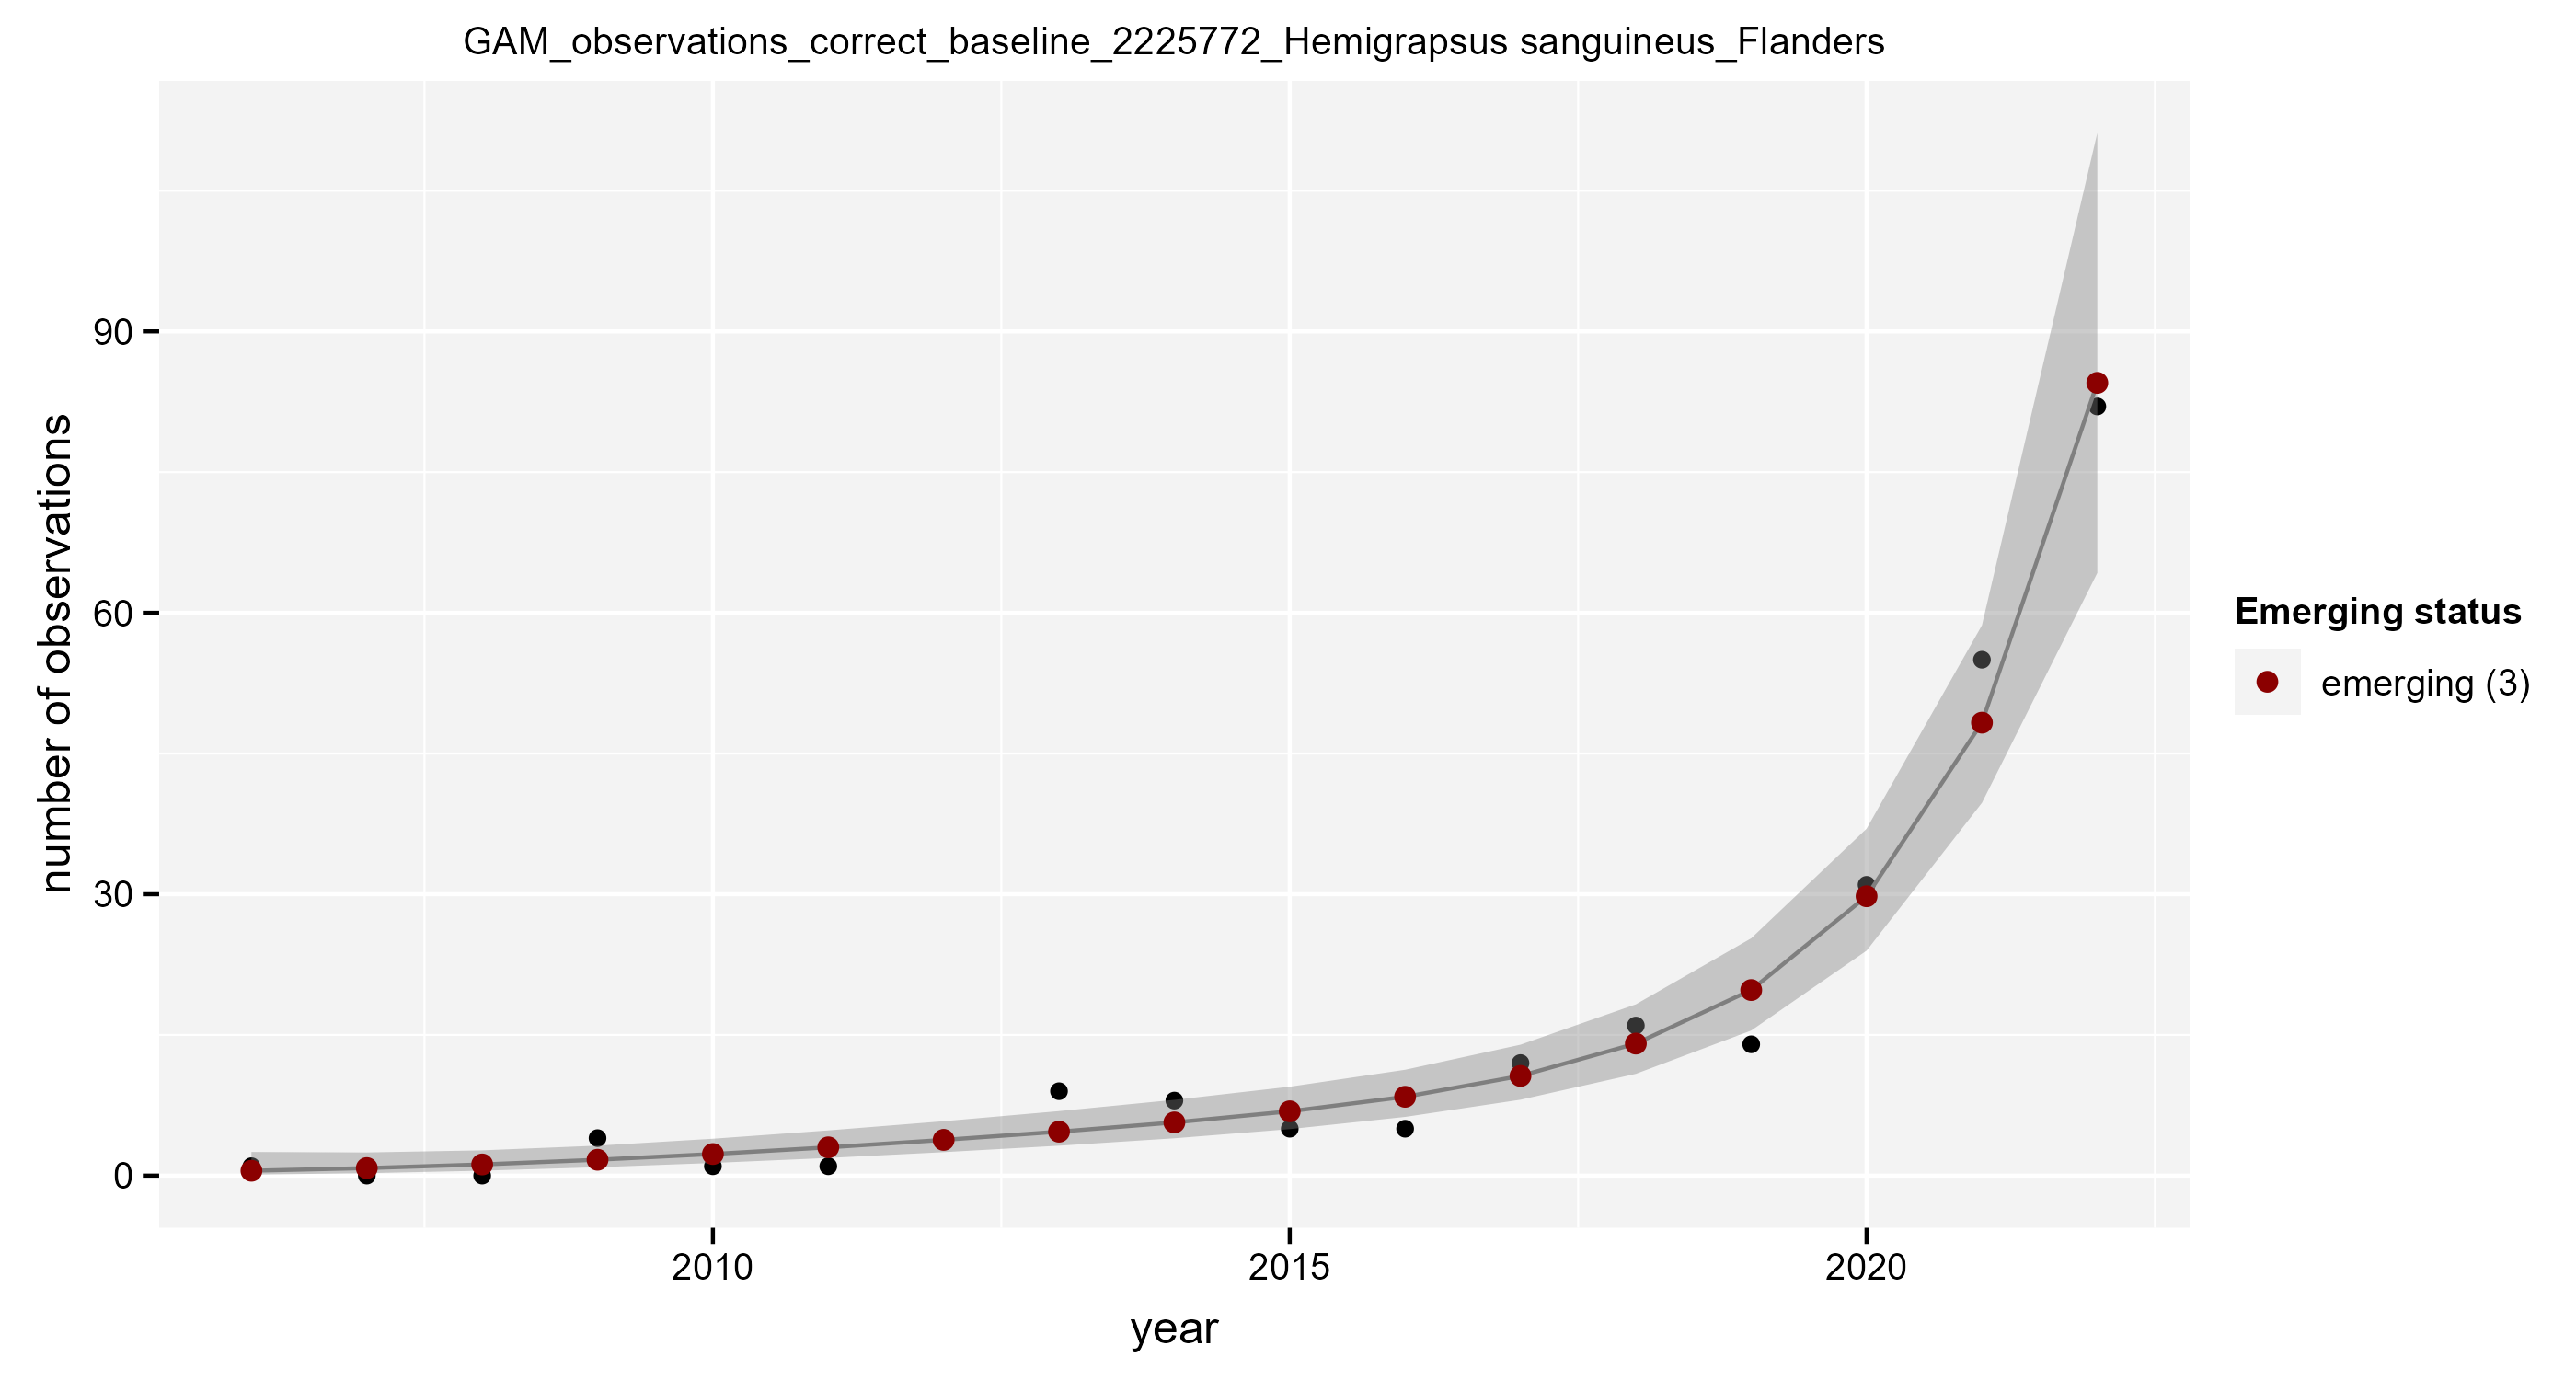 GAM_observations_correct_baseline_2225772_Hemigrapsus sanguineus_Flanders
number of observations
90
60
30
0
2010
2015
2020
year
Emerging status
emerging (3)